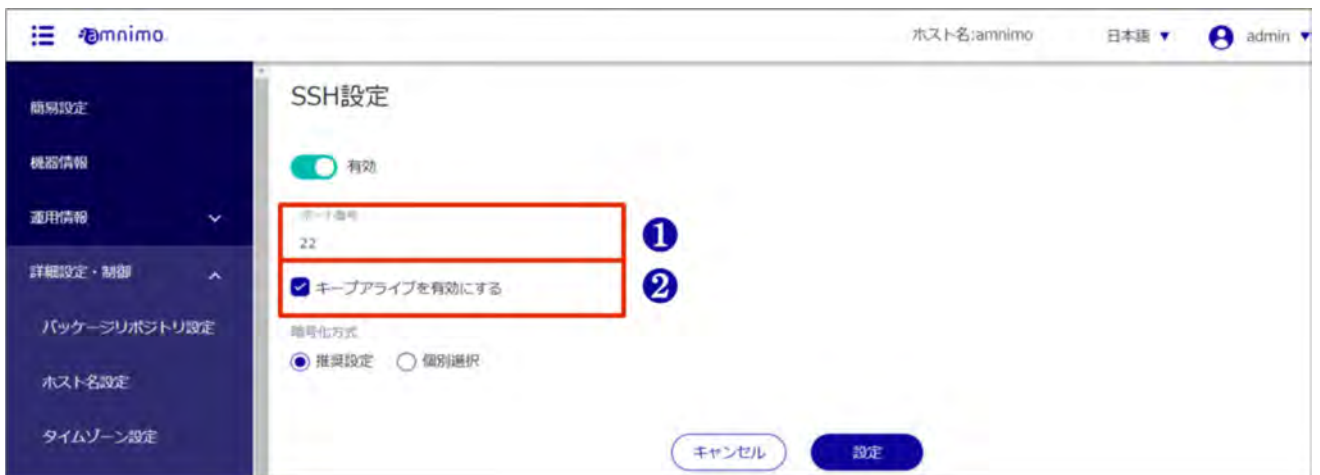 amnimo
ホスト名:amnimo
日本語 ▼
admin ▼
簡易設定
機器情報
運用情報
詳細設定・制御
パッケージリポジトリ設定
ホスト名設定
タイムゾーン設定
SSH設定
有効
ポート番号
22
❶
キープアライブを有効にする
❷
暗号化方式
推奨設定 個別選択
キャンセル 設定